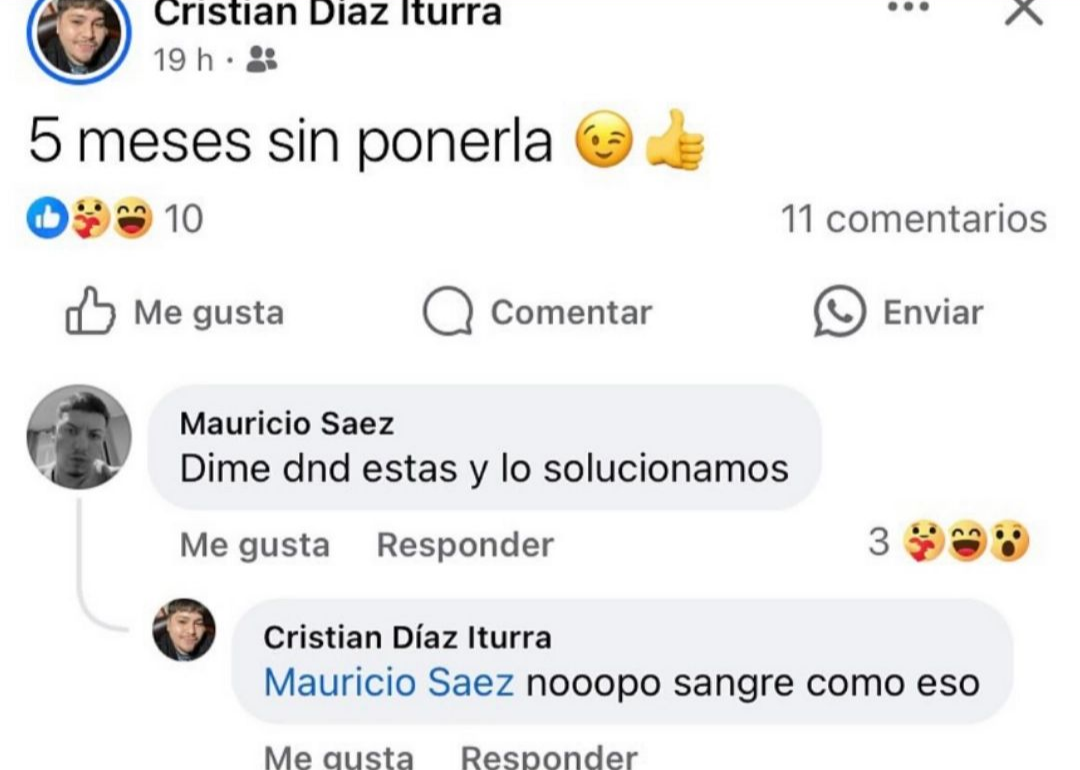 Cristian Díaz Iturra
19 h ·
5 meses sin ponerla 😉👍
10
11 comentarios
Me gusta
Comentar
Enviar
Mauricio Saez
Dime dnd estas y lo solucionamos
Me gusta
Responder
3
Cristian Díaz Iturra
Mauricio Saez nooopo sangre como eso
Me gusta
Responder